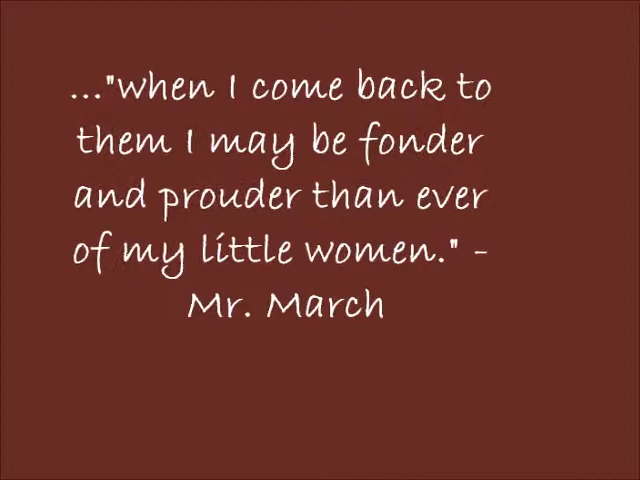 ..."when I come back to
them I may be fonder
and prouder than ever
of my little women." -
Mr. March